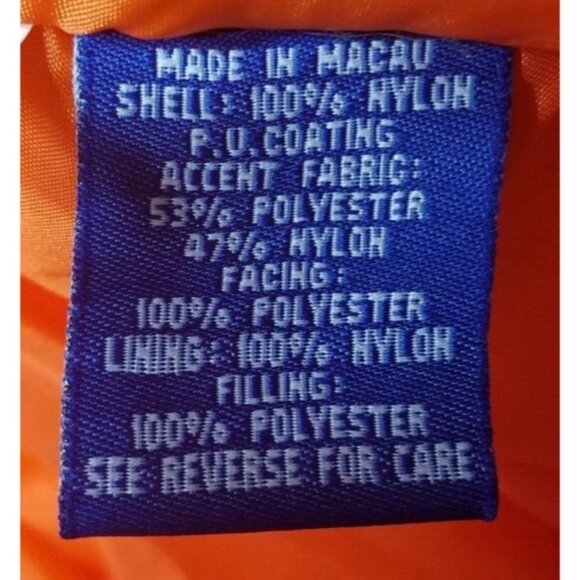 MADE IN MACAU
SHELL: 100% NYLON
P.U. COATING
ACCENT FABRIC:
53% POLYESTER
47% NYLON
FACING:
100% POLYESTER
LINING: 100% NYLON
FILLING:
100% POLYESTER
SEE REVERSE FOR CARE